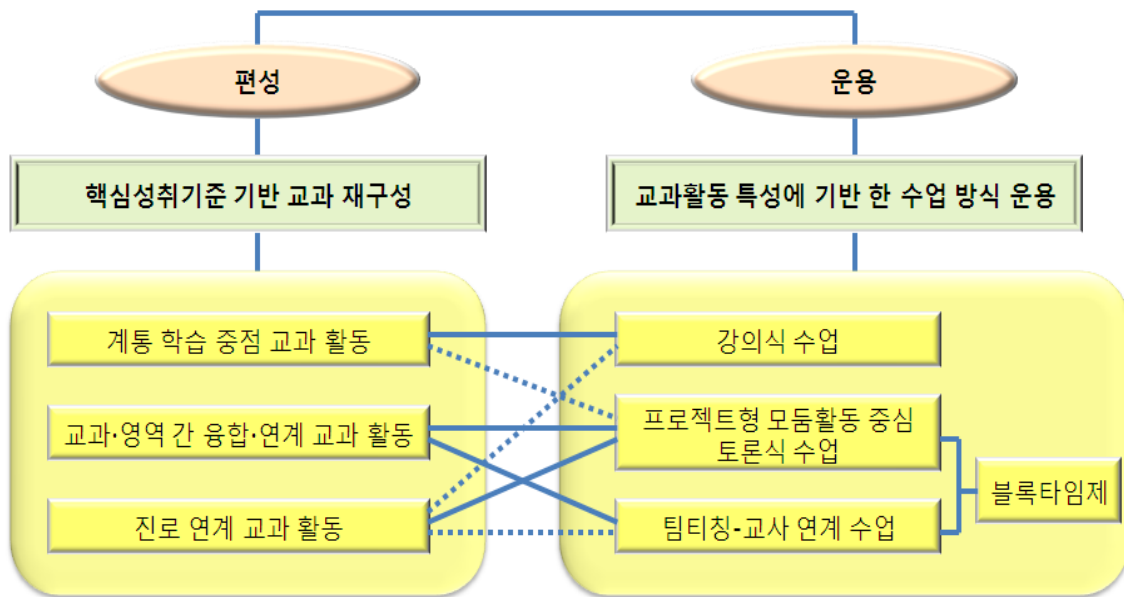 편성
운용
핵심성취기준 기반 교과 재구성
교과활동 특성에 기반 한 수업 방식 운용
계통 학습 중점 교과 활동
강의식 수업
교과·영역 간 융합·연계 교과 활동
프로젝트형 모둠활동 중심
토론식 수업
블록타임제
진로 연계 교과 활동
팀티칭-교사 연계 수업